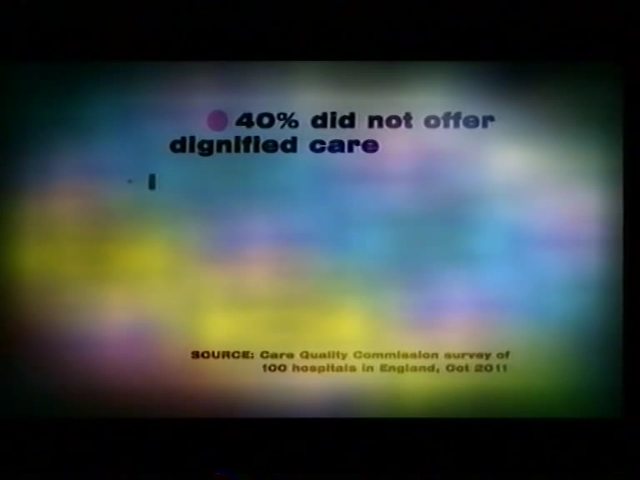 40% did not offer
dignified care
SOURCE: Care Quality Commission survey of
100 hospitals in England, Oct 2011